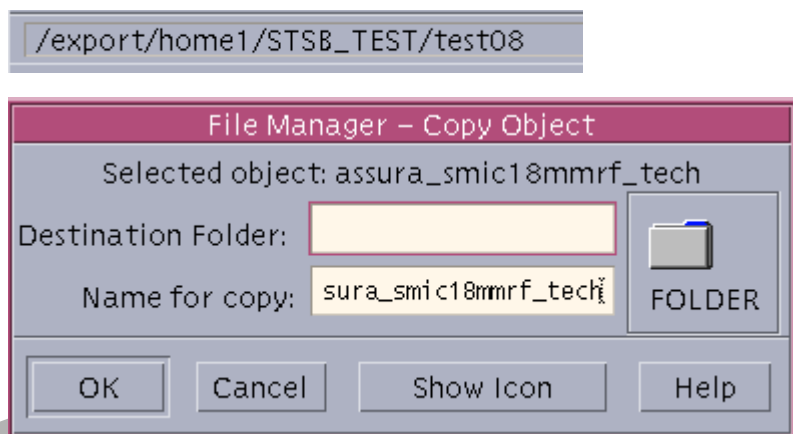 /export/home1/STSB_TEST/test08
File Manager – Copy Object
Selected object: assura_smic18mmrf_tech
Destination Folder:
Name for copy: sura_smic18mmrf_tech
FOLDER
OK Cancel Show Icon Help